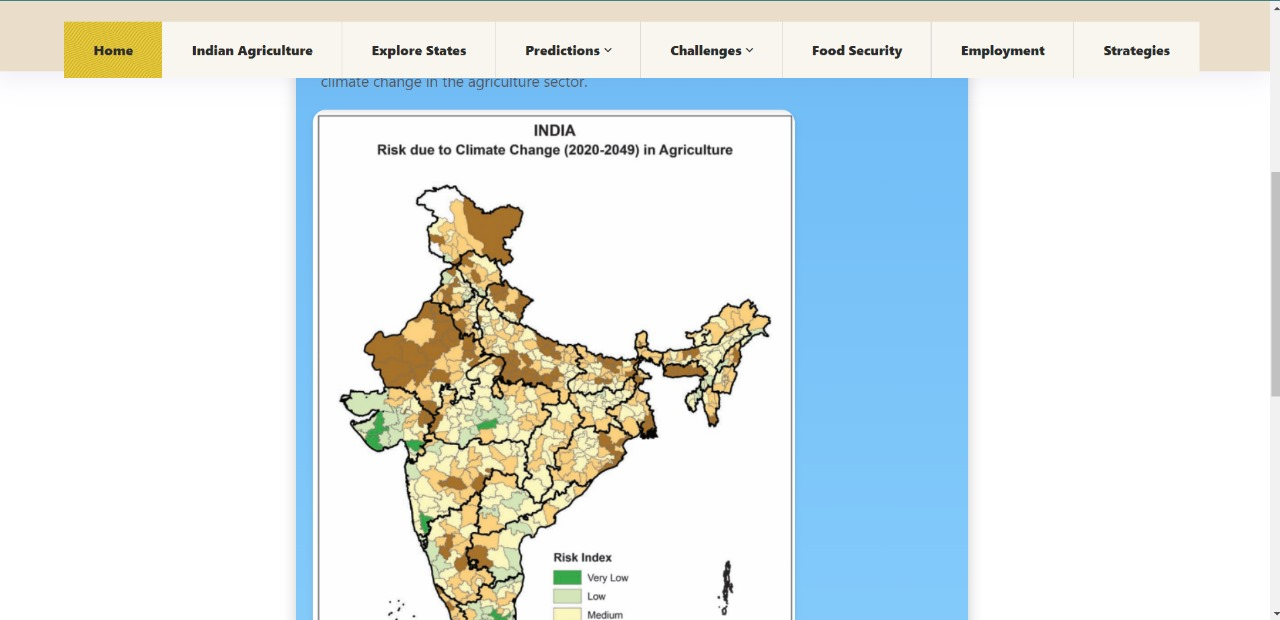 Home
Indian Agriculture
Explore States
Predictions
Challenges
Food Security
Employment
Strategies
climate change in the agriculture sector.
INDIA
Risk due to Climate Change (2020-2049) in Agriculture
Risk Index
Very Low
Low
Medium